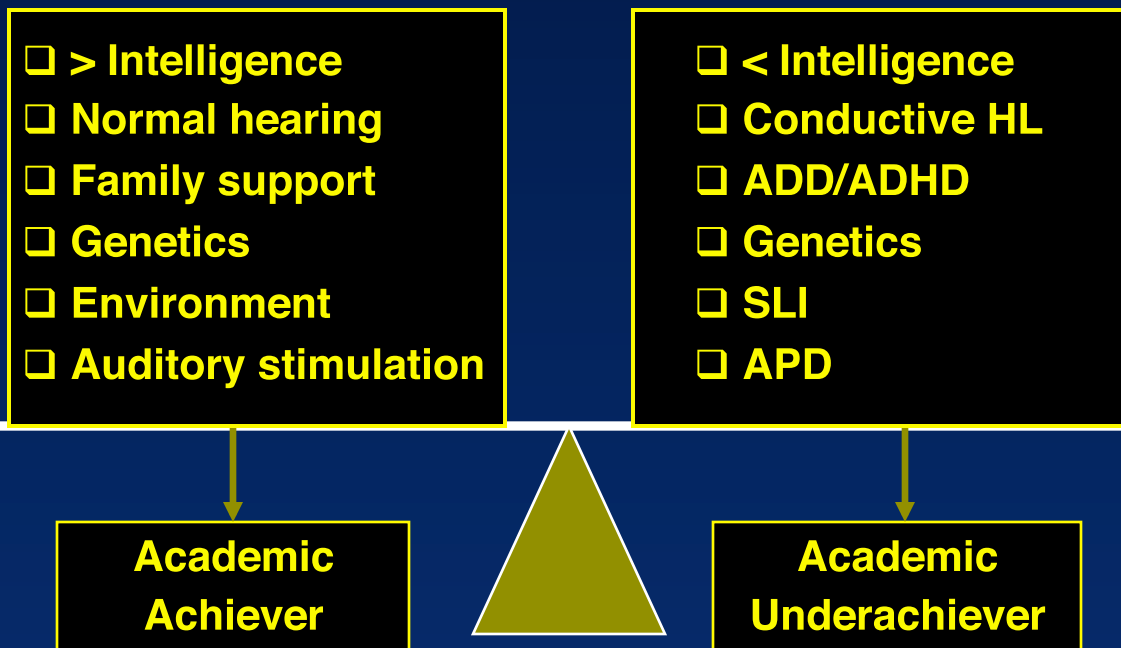 ❑ > Intelligence
❑ Normal hearing
❑ Family support
❑ Genetics
❑ Environment
❑ Auditory stimulation
❑ < Intelligence
❑ Conductive HL
❑ ADD/ADHD
❑ Genetics
❑ SLI
❑ APD
Academic
Achiever
Academic
Underachiever